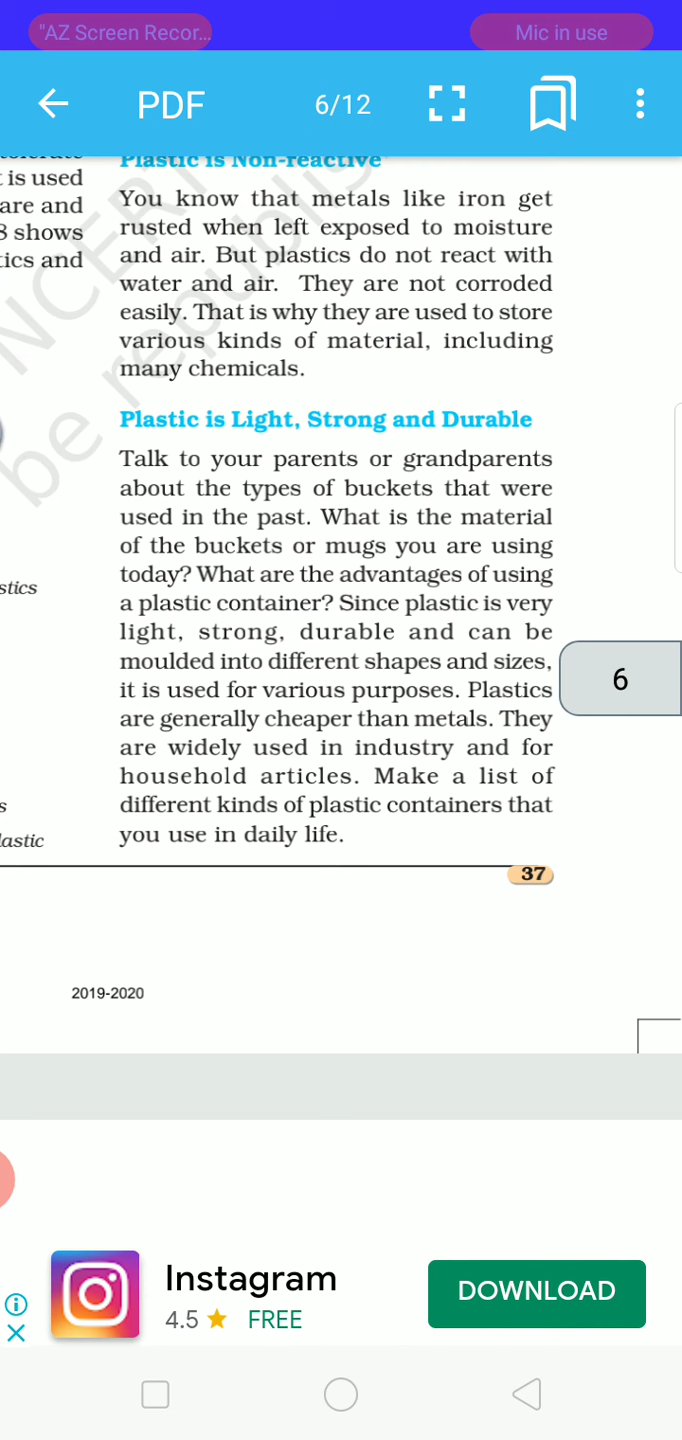 "AZ Screen Recor...
Mic in use
PDF
6/12
is used
are and
8 shows
tics and
stics
s
lastic
Plastic is Non-reactive
You know that metals like iron get
rusted when left exposed to moisture
and air. But plastics do not react with
water and air. They are not corroded
easily. That is why they are used to store
various kinds of material, including
many chemicals.
Plastic is Light, Strong and Durable
Talk to your parents or grandparents
about the types of buckets that were
used in the past. What is the material
of the buckets or mugs you are using
today? What are the advantages of using
a plastic container? Since plastic is very
light, strong, durable and can be
moulded into different shapes and sizes,
it is used for various purposes. Plastics
are generally cheaper than metals. They
are widely used in industry and for
household articles. Make a list of
different kinds of plastic containers that
you use in daily life.
NCERT
be republis
6
37
2019-2020
Instagram
4.5 ★ FREE
DOWNLOAD